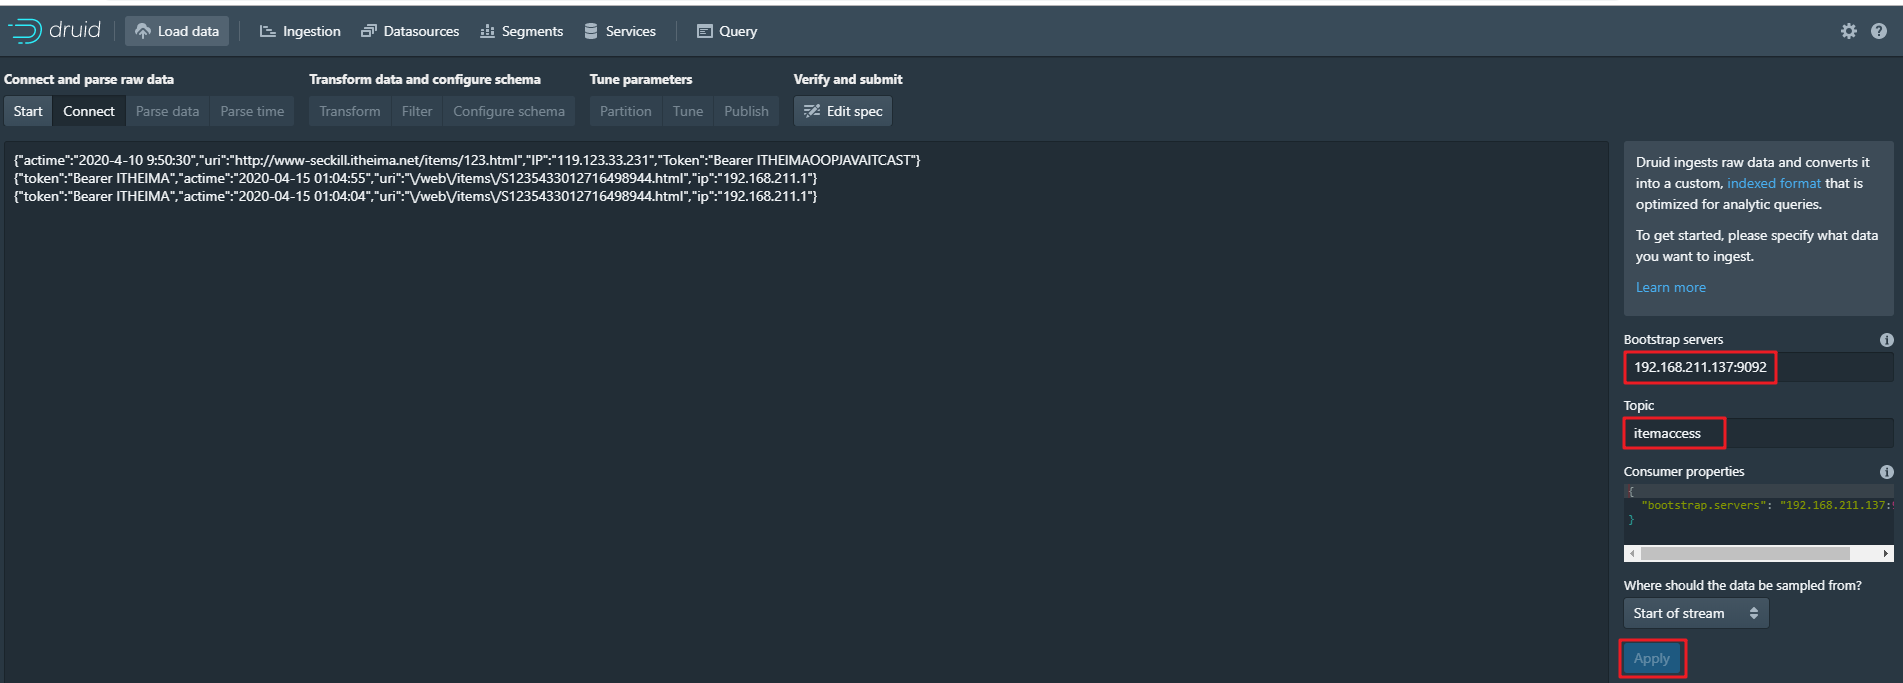 druid
Load data
Ingestion
Datasources
Segments
Services
Query
Connect and parse raw data
Transform data and configure schema
Tune parameters
Verify and submit
Start
Connect
Parse data
Parse time
Transform
Filter
Configure schema
Partition
Tune
Publish
Edit spec
{"actime":"2020-4-10 9:50:30","uri":"http://www-seckill.itheima.net/items/123.html","IP":"119.123.33.231","Token":"Bearer ITHEIMAOOPJAVAITCAST"}
{"token":"Bearer ITHEIMA","actime":"2020-04-15 01:04:55","uri":"\/web\/items\/S1235433012716498944.html","ip":"192.168.211.1"}
{"token":"Bearer ITHEIMA","actime":"2020-04-15 01:04:04","uri":"\/web\/items\/S1235433012716498944.html","ip":"192.168.211.1"}
Druid ingests raw data and converts it
into a custom, indexed format that is
optimized for analytic queries.
To get started, please specify what data
you want to ingest.
Learn more
Bootstrap servers
192.168.211.137:9092
Topic
itemaccess
Consumer properties
{
"bootstrap.servers": "192.168.211.137:
}
Where should the data be sampled from?
Start of stream
Apply